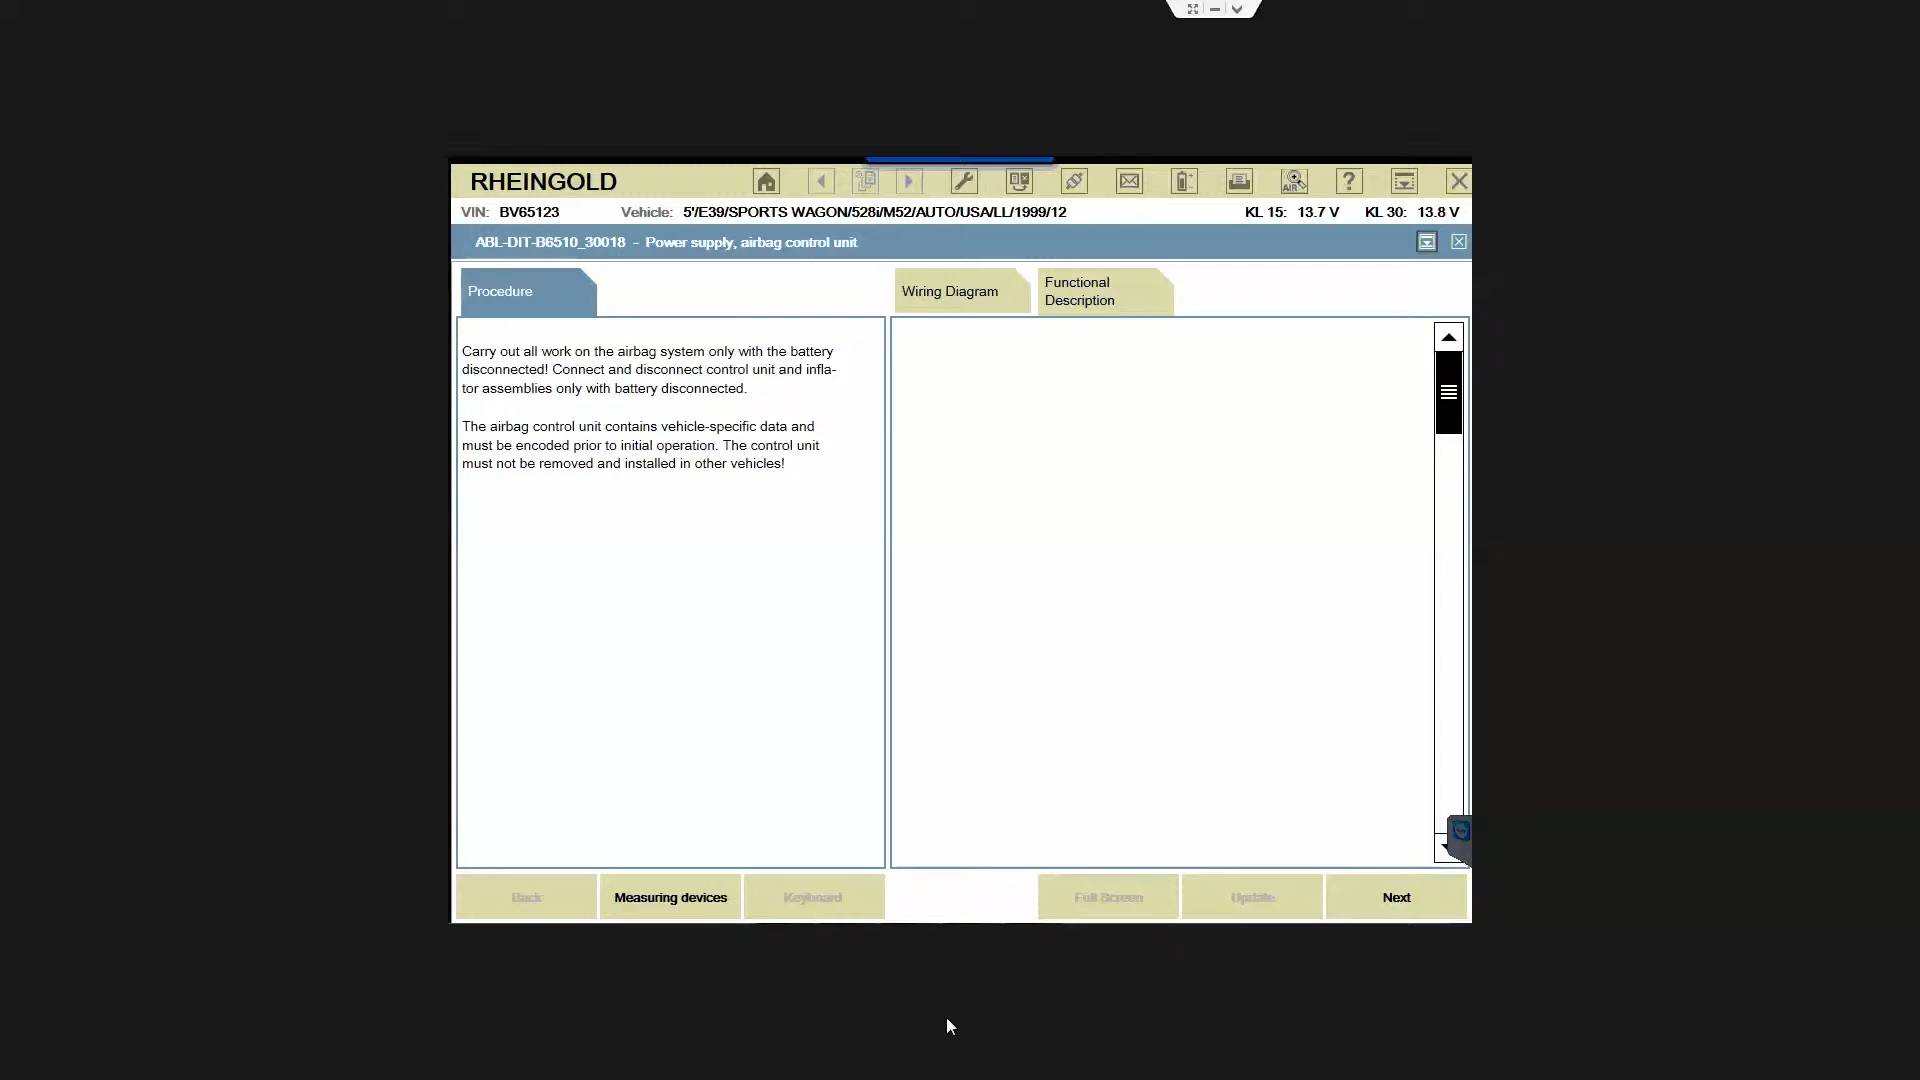 RHEINGOLD
AIR
?
VIN: BV65123 Vehicle: 5'/E39/SPORTS WAGON/528i/M52/AUTO/USA/LL/1999/12 KL 15: 13.7 V KL 30: 13.8 V
ABL-DIT-B6510_30018 - Power supply, airbag control unit
Procedure
Wiring Diagram
Functional
Description
Carry out all work on the airbag system only with the battery
disconnected! Connect and disconnect control unit and infla-
tor assemblies only with battery disconnected.
The airbag control unit contains vehicle-specific data and
must be encoded prior to initial operation. The control unit
must not be removed and installed in other vehicles!
Back Measuring devices Keyboard Full Screen Update Next